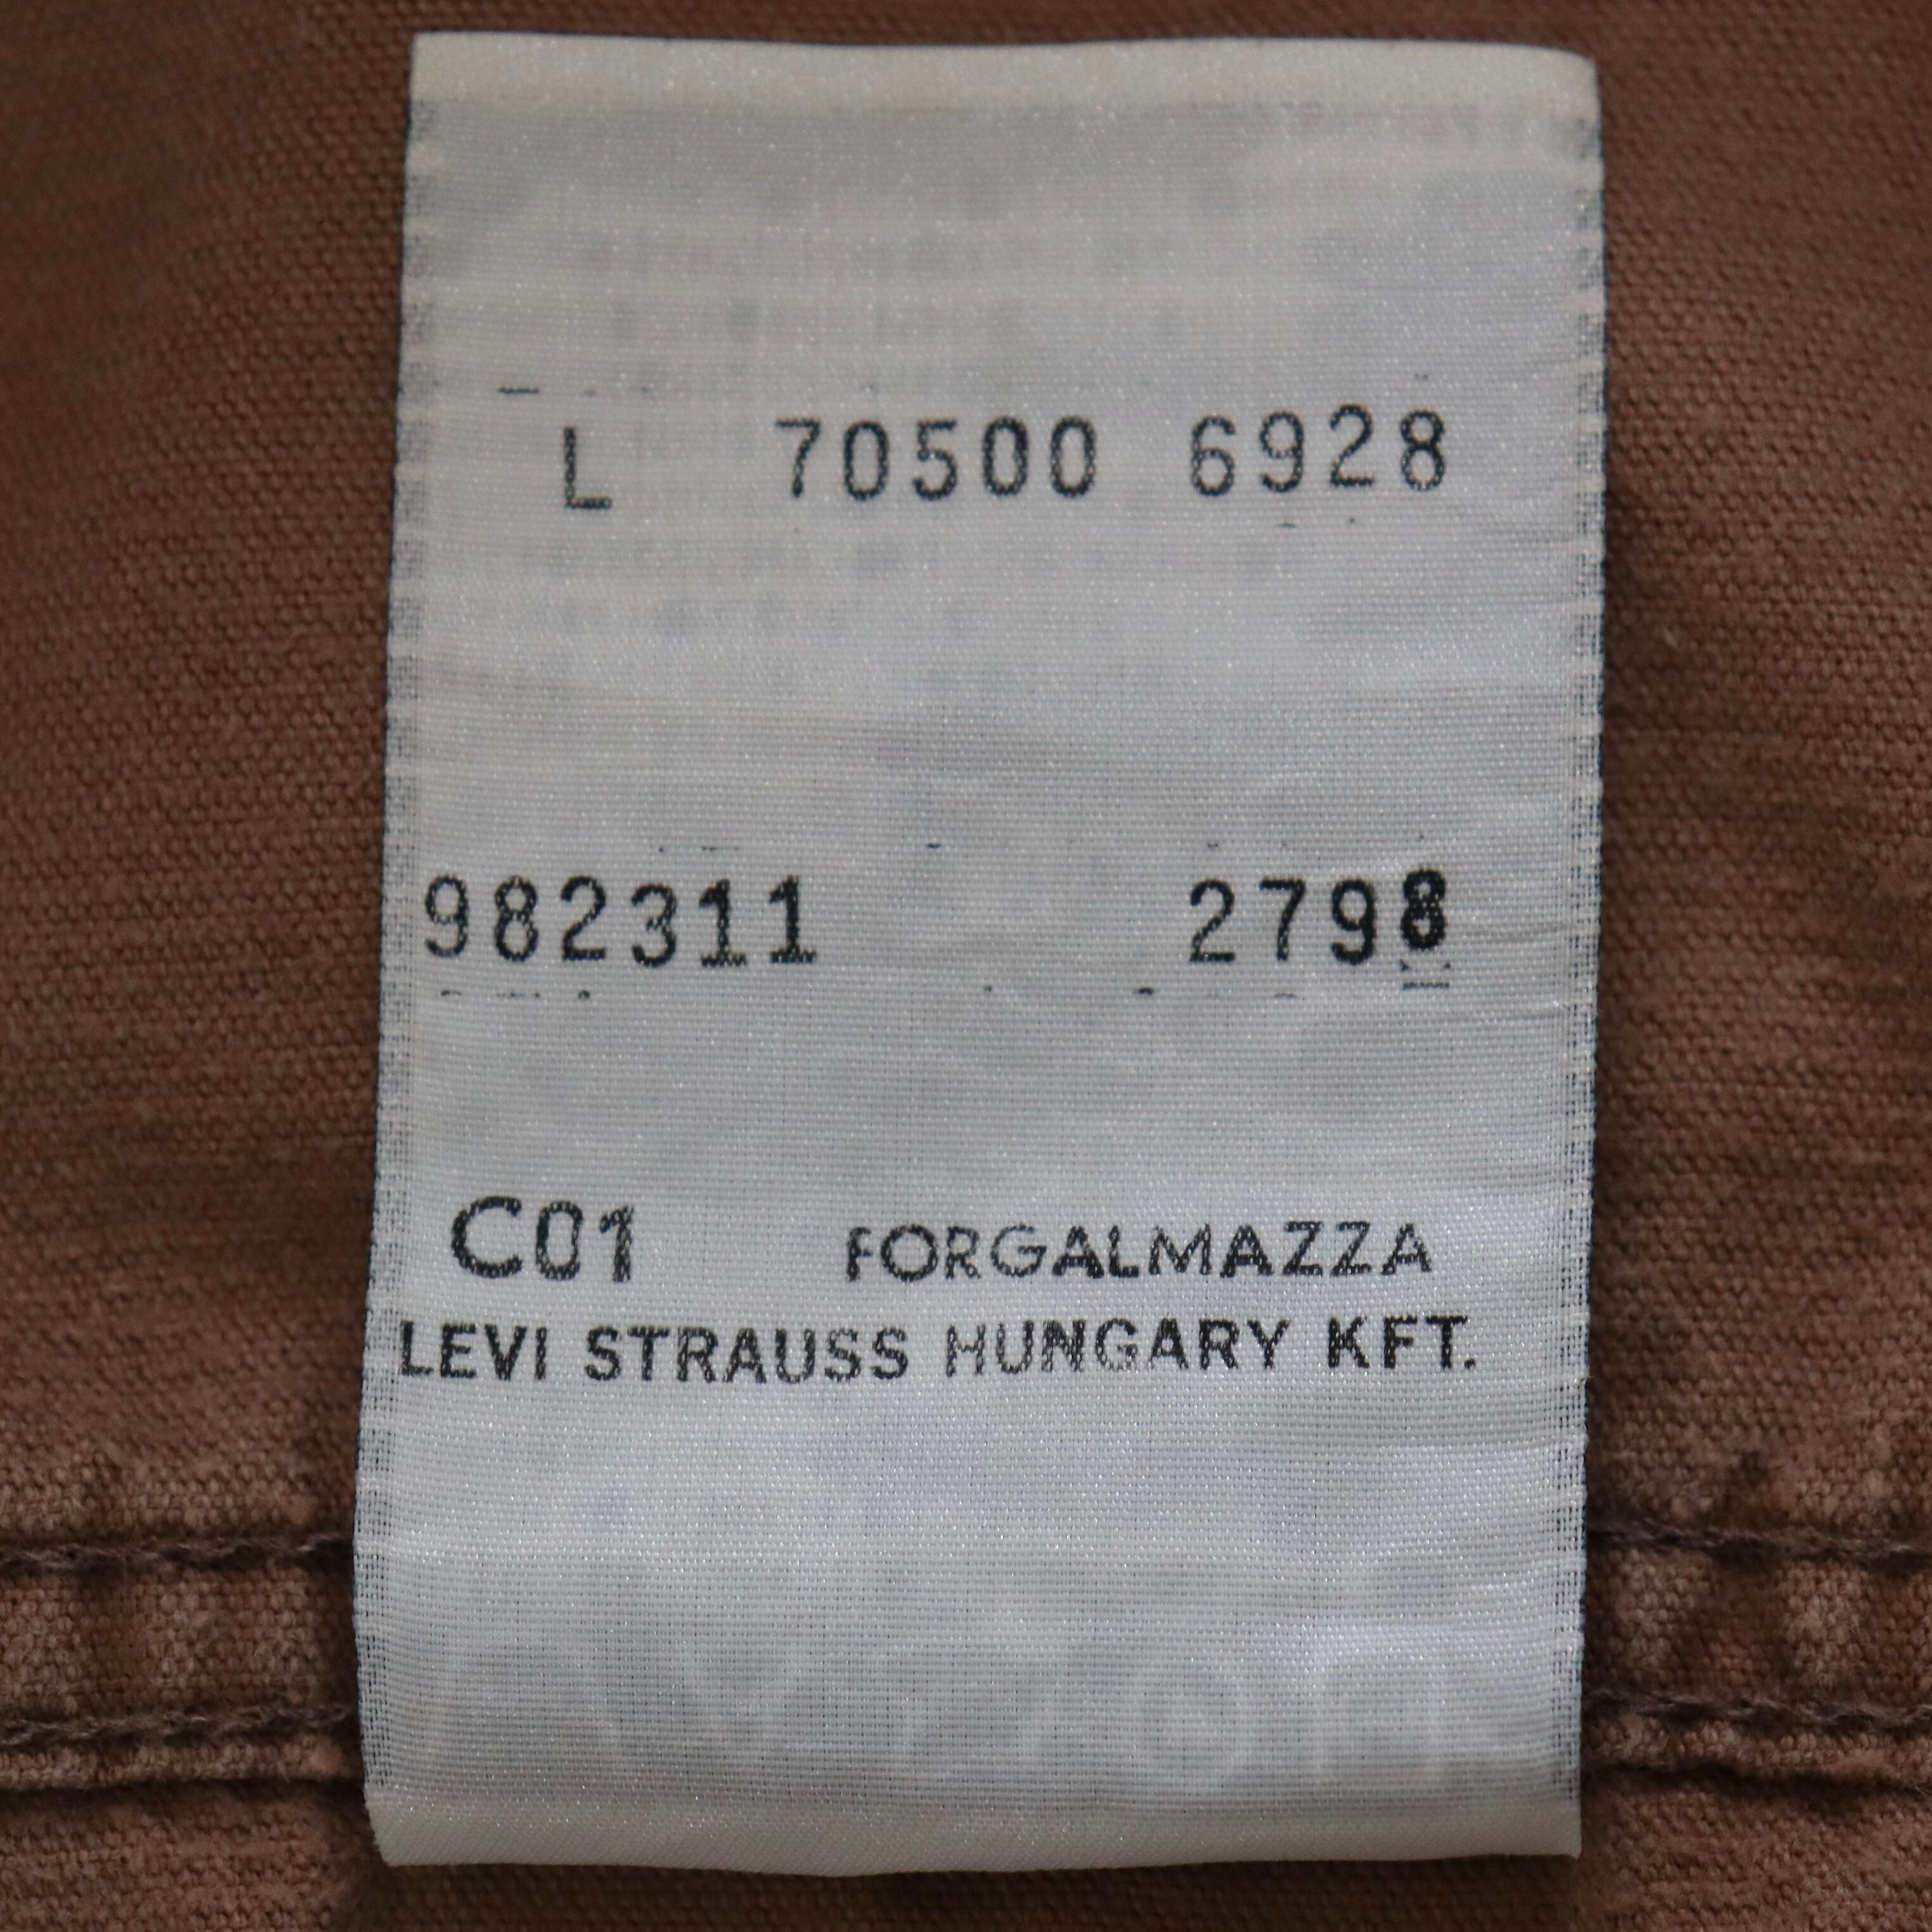 L 70500 6928
982311 2798
C01 FORGALMAZZA
LEVI STRAUSS HUNGARY KFT.